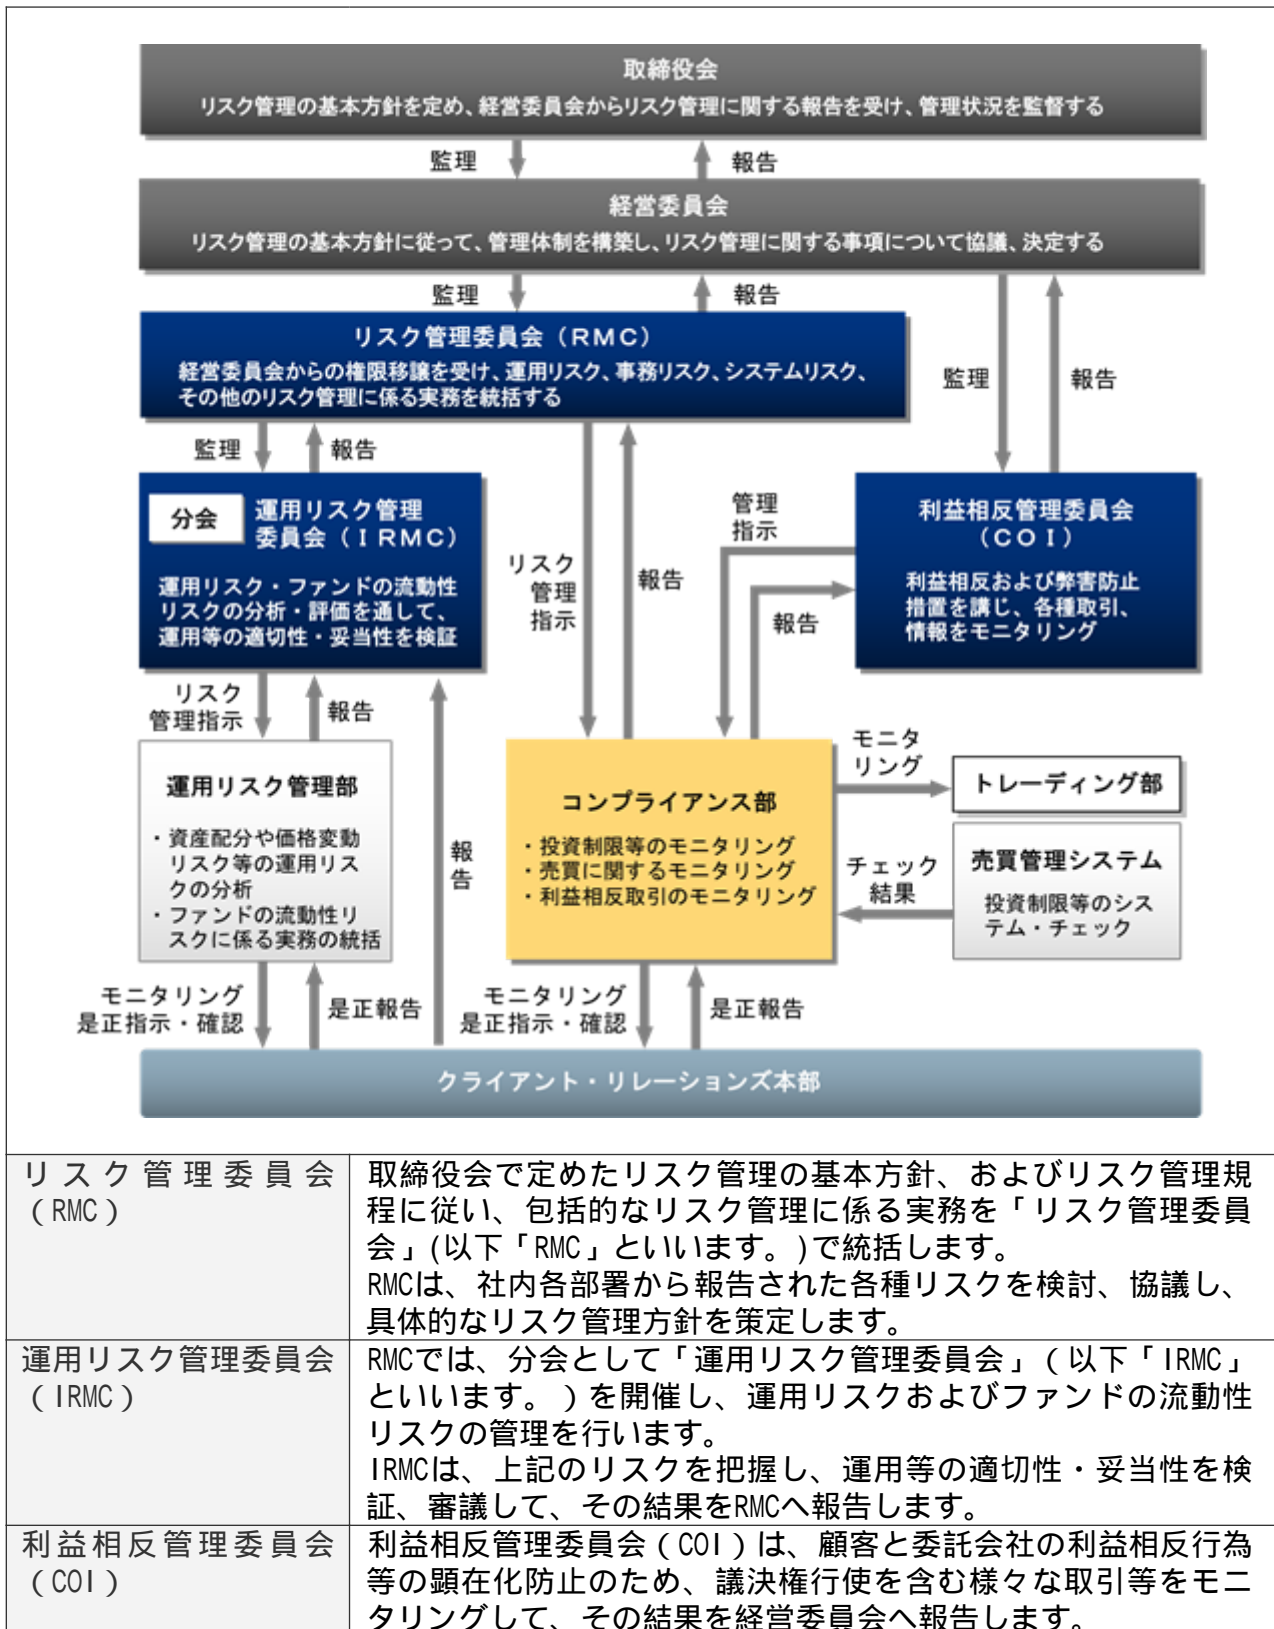 取締役会
リスク管理の基本方針を定め、経営委員会からリスク管理に関する報告を受け、管理状況を監督する
監理
報告
経営委員会
リスク管理の基本方針に従って、管理体制を構築し、リスク管理に関する事項について協議、決定する
監理
報告
リスク管理委員会（ＲＭＣ）
経営委員会からの権限移譲を受け、運用リスク、事務リスク、システムリスク、
その他のリスク管理に係る実務を統括する
監理
報告
監理
報告
分会
運用リスク管理
委員会（ＩＲＭＣ）
運用リスク・ファンドの流動性
リスクの分析・評価を通して、
運用等の適切性・妥当性を検証
リスク
管理
指示
報告
管理
指示
報告
利益相反管理委員会
（ＣＯＩ）
利益相反および弊害防止
措置を講じ、各種取引、
情報をモニタリング
リスク
管理指示
報告
運用リスク管理部
・資産配分や価格変動
リスク等の運用リス
クの分析
・ファンドの流動性リ
スクに係る実務の統括
報
告
コンプライアンス部
・投資制限等のモニタリング
・売買に関するモニタリング
・利益相反取引のモニタリング
モニタ
リング
トレーディング部
チェック
結果
売買管理システム
投資制限等のシス
テム・チェック
モニタリング
是正指示・確認
是正報告
モニタリング
是正指示・確認
是正報告
クライアント・リレーションズ本部
リスク管理委員会
（RMC）
取締役会で定めたリスク管理の基本方針、およびリスク管理規
程に従い、包括的なリスク管理に係る実務を「リスク管理委員
会」(以下「RMC」といいます。)で統括します。
RMCは、社内各部署から報告された各種リスクを検討、協議し、
具体的なリスク管理方針を策定します。
運用リスク管理委員会
（IRMC）
RMCでは、分会として「運用リスク管理委員会」（以下「IRMC」
といいます。）を開催し、運用リスクおよびファンドの流動性
リスクの管理を行います。
IRMCは、上記のリスクを把握し、運用等の適切性・妥当性を検
証、審議して、その結果をRMCへ報告します。
利益相反管理委員会
（COI）
利益相反管理委員会（COI）は、顧客と委託会社の利益相反行為
等の顕在化防止のため、議決権行使を含む様々な取引等をモニ
タリングして、その結果を経営委員会へ報告します。